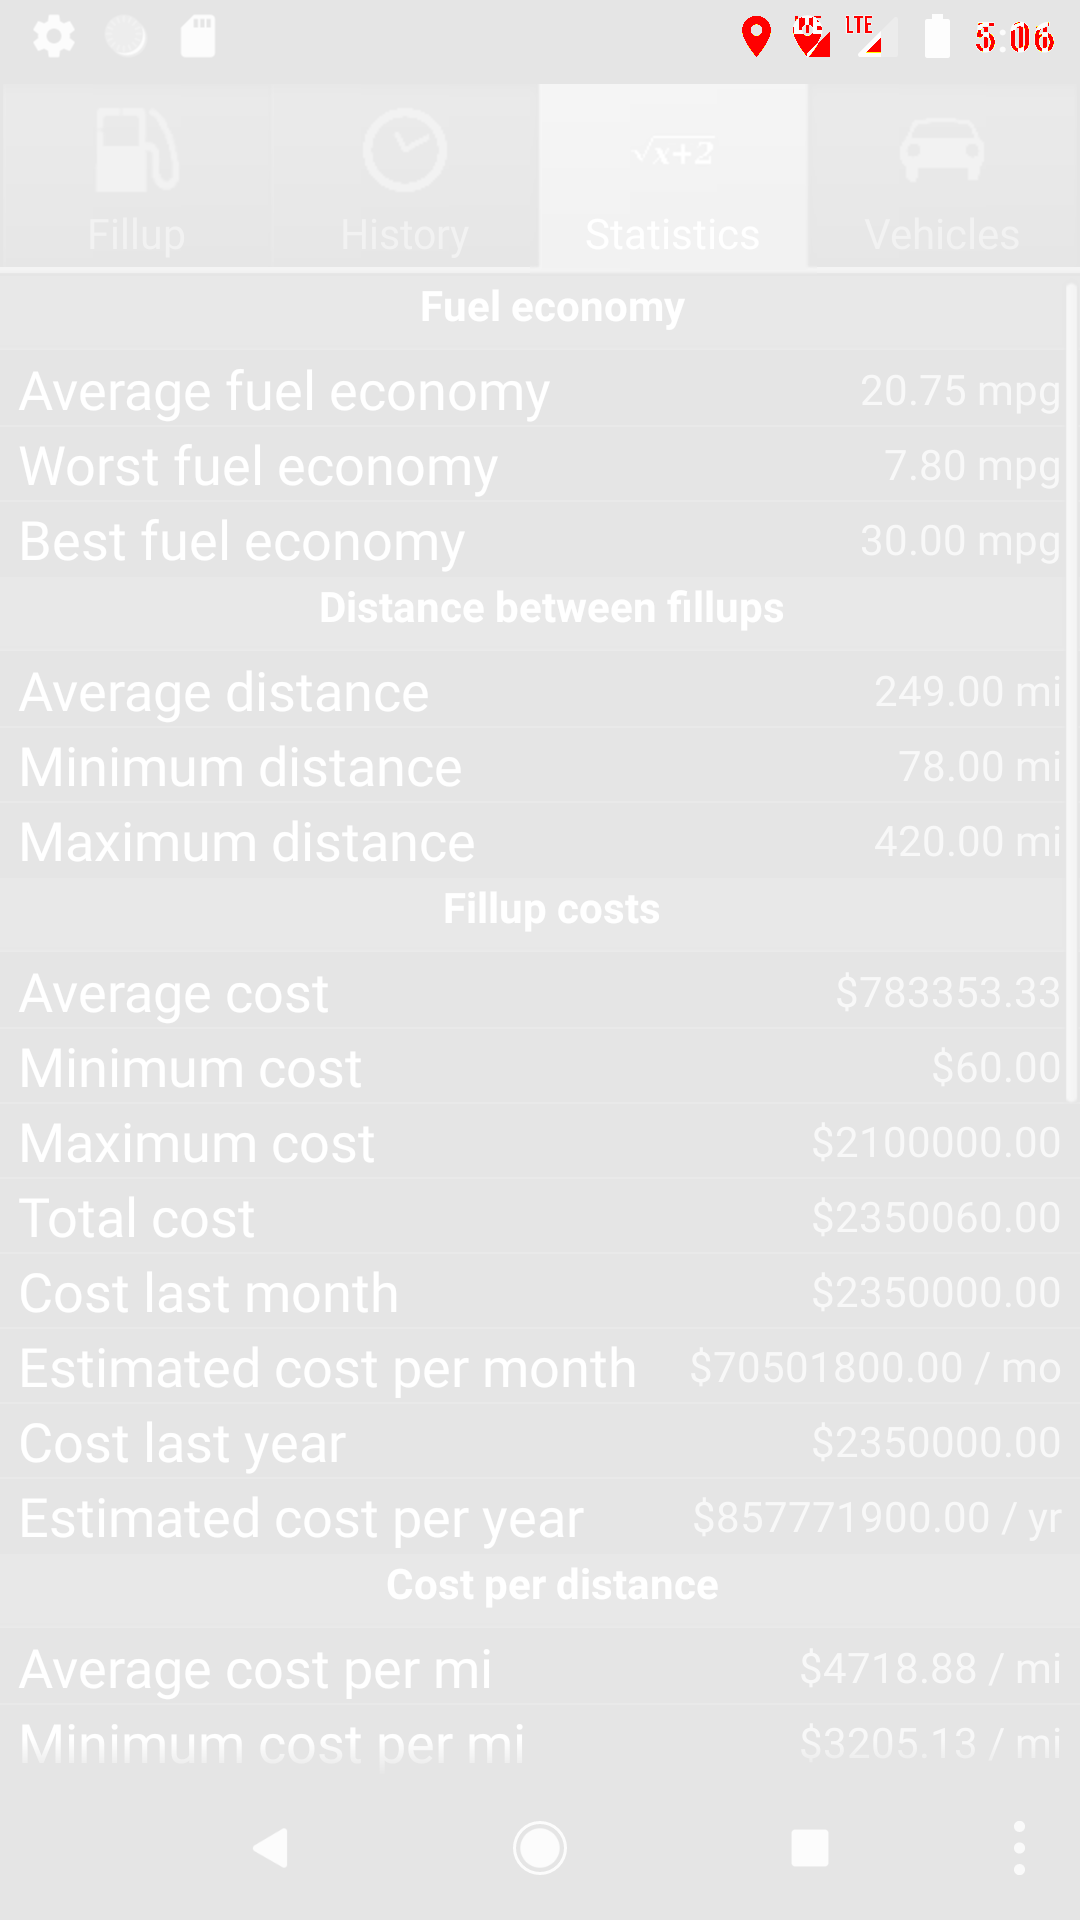 LTE LTE 5:06
√x+2
Fillup History Statistics Vehicles
Fuel economy
Average fuel economy 20.75 mpg
Worst fuel economy 7.80 mpg
Best fuel economy 30.00 mpg
Distance between fillups
Average distance 249.00 mi
Minimum distance 78.00 mi
Maximum distance 420.00 mi
Fillup costs
Average cost $783353.33
Minimum cost $60.00
Maximum cost $2100000.00
Total cost $2350060.00
Cost last month $2350000.00
Estimated cost per month $70501800.00 / mo
Cost last year $2350000.00
Estimated cost per year $857771900.00 / yr
Cost per distance
Average cost per mi $4718.88 / mi
Minimum cost per mi $3205.13 / mi